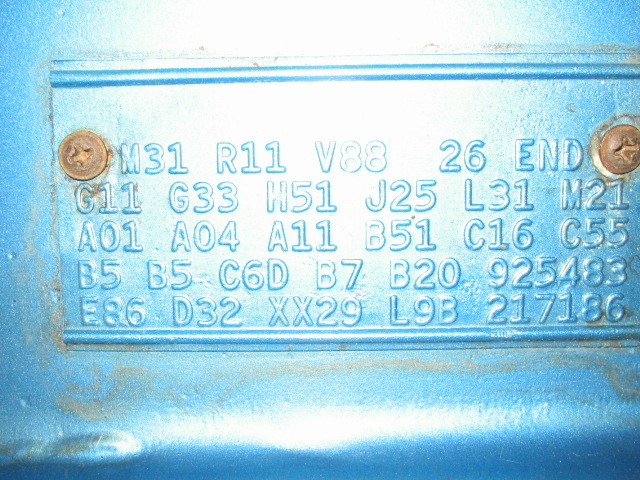 M31 R11 V88 26 END
G11 G33 H51 J25 L31 M21
A01 A04 A11 B51 C16 C55
B5 B5 C6D B7 B20 925483
E86 D32 XX29 L9B 217186